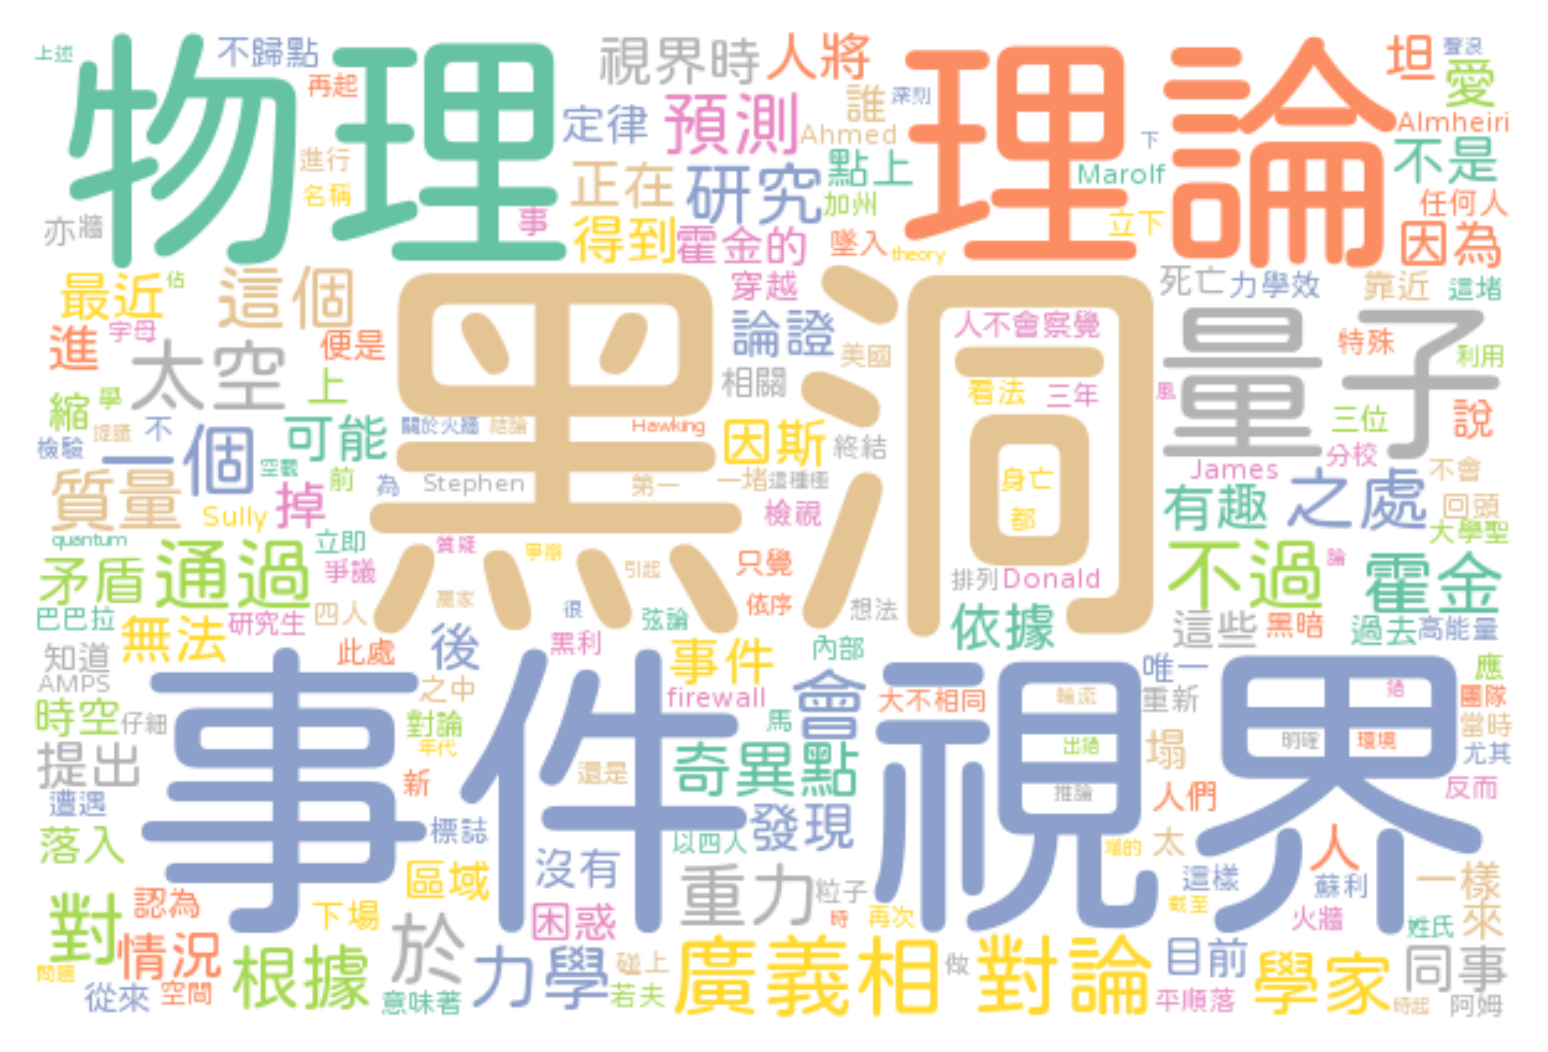 上述
不歸點
視界時
人將
坦
聲浪
愛
物理
再起
定律
預測
誰
深刻
Ahmed
理論
下
Almheiri
進行
名稱
正在
研究
點上
加州
Marolf
不是
任何人
亦
牆
事
得到
霍金的
墜入
theory
立下
因為
最近
佔
這個
穿越
死亡
力學效
靠近
這堵
進
字母
太空
便是
上
黑洞
論證
美國
相關
人不會察覺
看法
三年
風
量子
特殊
利用
縮
學
檢驗
提議
不
一個
可能
關於火牆
結論
Hawking
因斯
終結
三位
說
空觀
前
為
Stephen
第一
一堵
這種極
身亡
都
James
分校
不會
質量
Sully
掉
檢視
有趣
之處
回頭
大學聖
quantum
立即
矛盾
通過
爭議
質疑
爭辯
引起
只覺
排列
Donald
不過
論
霍金
巴巴拉
無法
研究生
四人
贏家
很
弦論
依序
想法
依據
這些
黑暗
過去
高能量
知道
AMPS
此處
後
黑利
事件
內部
唯一
應
之中
firewall
會
大不相同
輪流
重新
錯
團隊
時空
仔細
事件視界
對論
年代
馬
出錯
明確
環境
當時
尤其
提出
新
還是
奇異點
推論
塌
人們
反而
遭遇
落入
標誌
以四人
發現
端的
太
人
區域
沒有
重力
粒子
這樣
蘇利
一樣
對
認為
下場
困惑
時
再次
截至
火牆
姓氏
來
情況
於
問題
從來
空間
根據
意味著
力學
碰上
若夫
廣義相
做
對論
目前
平順落
學家
同事
時起
阿姆